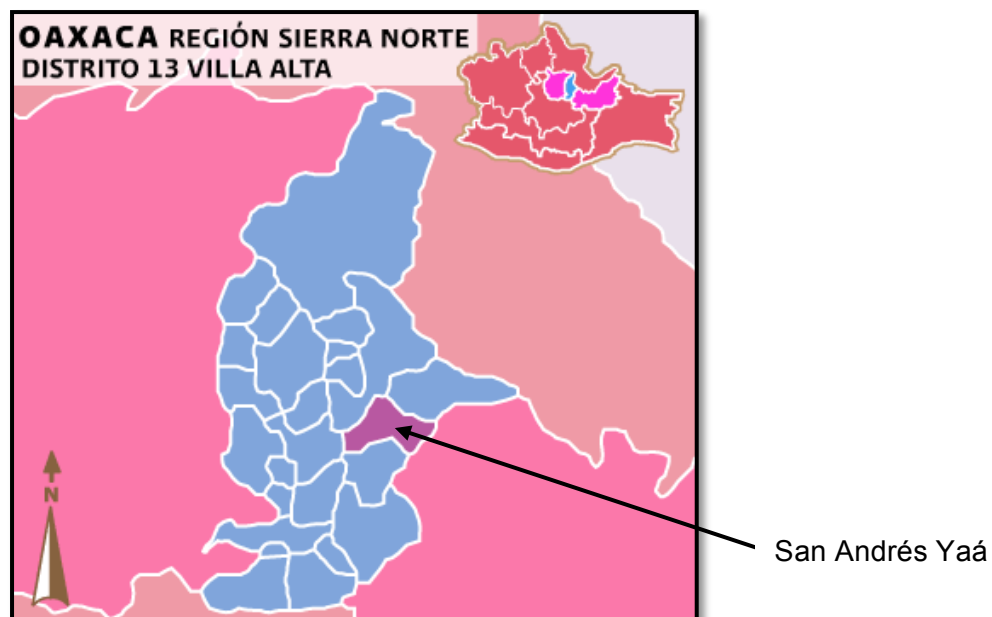 OAXACA REGIÓN SIERRA NORTE
DISTRITO 13 VILLA ALTA
N
San Andrés Yaá